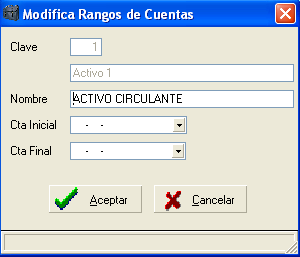 Modifica Rangos de Cuentas
Clave 1
Activo 1
Nombre ACTIVO CIRCULANTE
Cta Inicial - -
Cta Final - -
Aceptar Cancelar